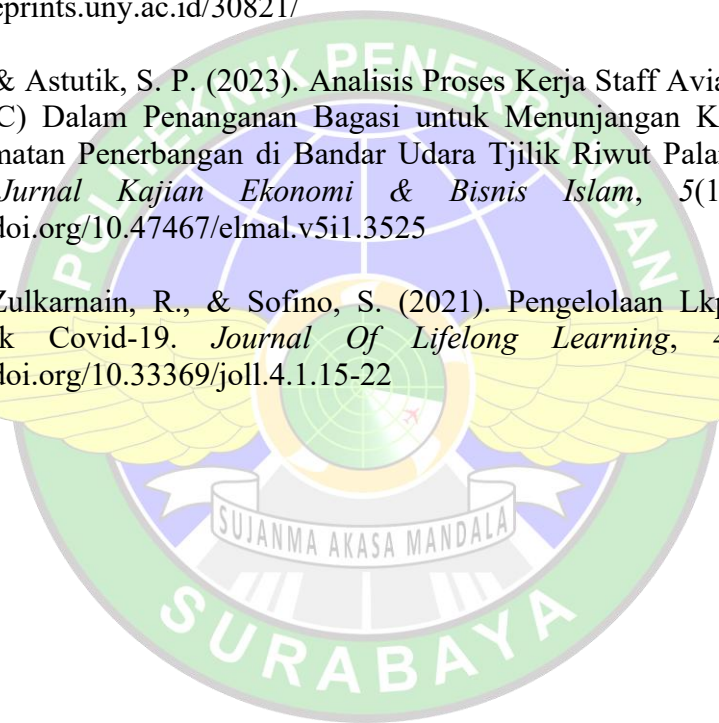 eprints.uny.ac.id/30821/
& Astutik, S. P. (2023). Analisis Proses Kerja Staff Avia
C) Dalam Penanganan Bagasi untuk Menunjangan K
matan Penerbangan di Bandar Udara Tjilik Riwut Pala
Jurnal Kajian Ekonomi & Bisnis Islam, 5(1
doi.org/10.47467/elmal.v5i1.3525
Zulkarnain, R., & Sofino, S. (2021). Pengelolaan Lkp
k Covid-19. Journal Of Lifelong Learning, 4
doi.org/10.33369/joll.4.1.15-22
POLITEKNIK PENERBANGAN
SUJANMA AKASA MANDALA
SURABAYA